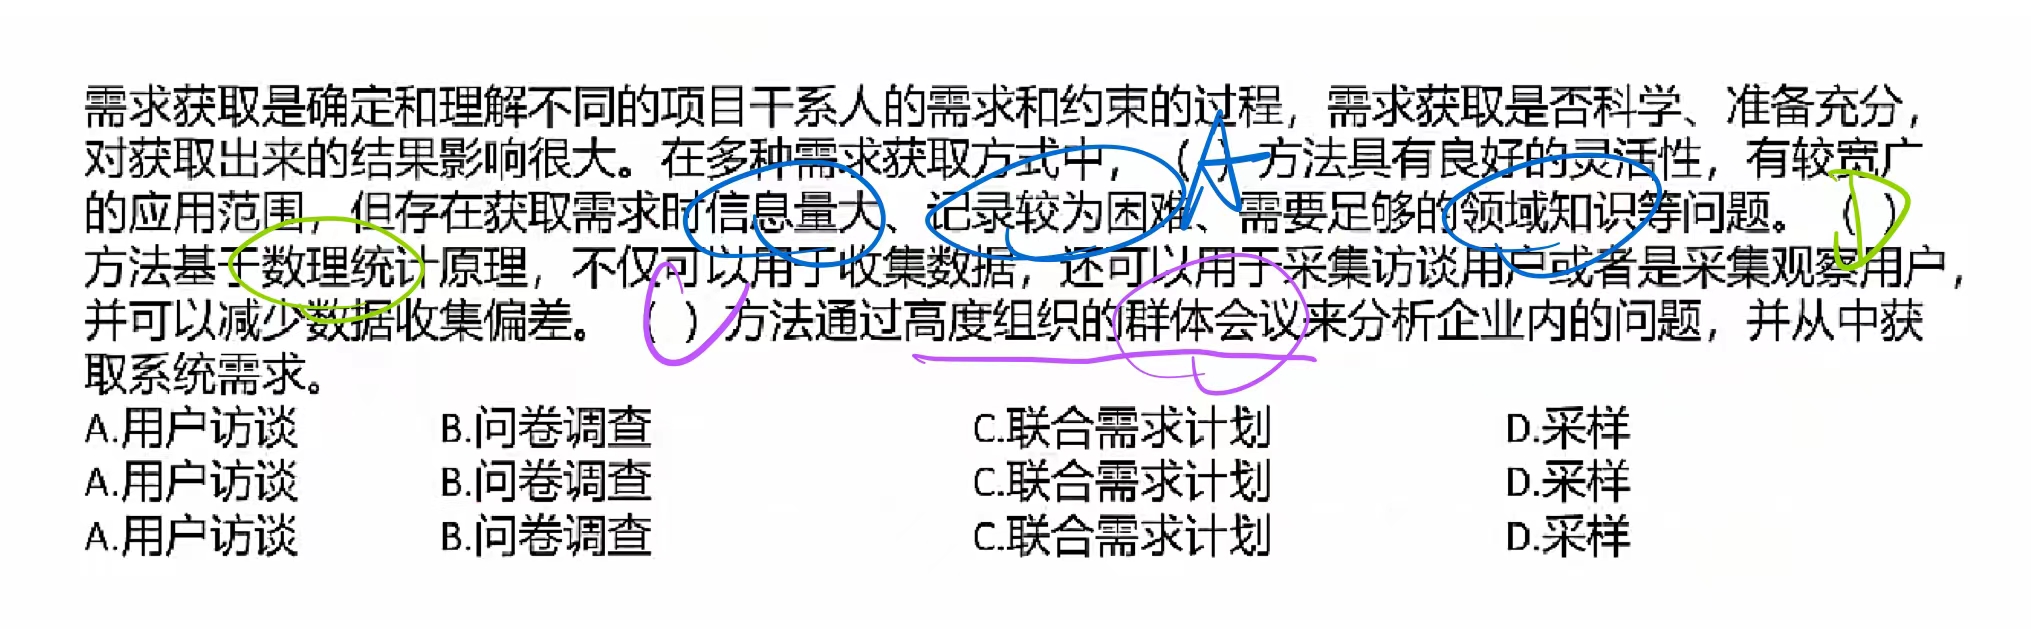 需求获取是确定和理解不同的项目干系人的需求和约束的过程，需求获取是否科学、准备充分，
对获取出来的结果影响很大。在多种需求获取方式中，（A）方法具有良好的灵活性，有较宽广
的应用范围，但存在获取需求时信息量大、记录较为困难、需要足够的领域知识等问题。（D）
方法基于数理统计原理，不仅可以用于收集数据，还可以用于采集访谈用户或者是采集观察用户，
并可以减少数据收集偏差。（ ）方法通过高度组织的群体会议来分析企业内的问题，并从中获
取系统需求。
A.用户访谈 B.问卷调查 C.联合需求计划 D.采样
A.用户访谈 B.问卷调查 C.联合需求计划 D.采样
A.用户访谈 B.问卷调查 C.联合需求计划 D.采样